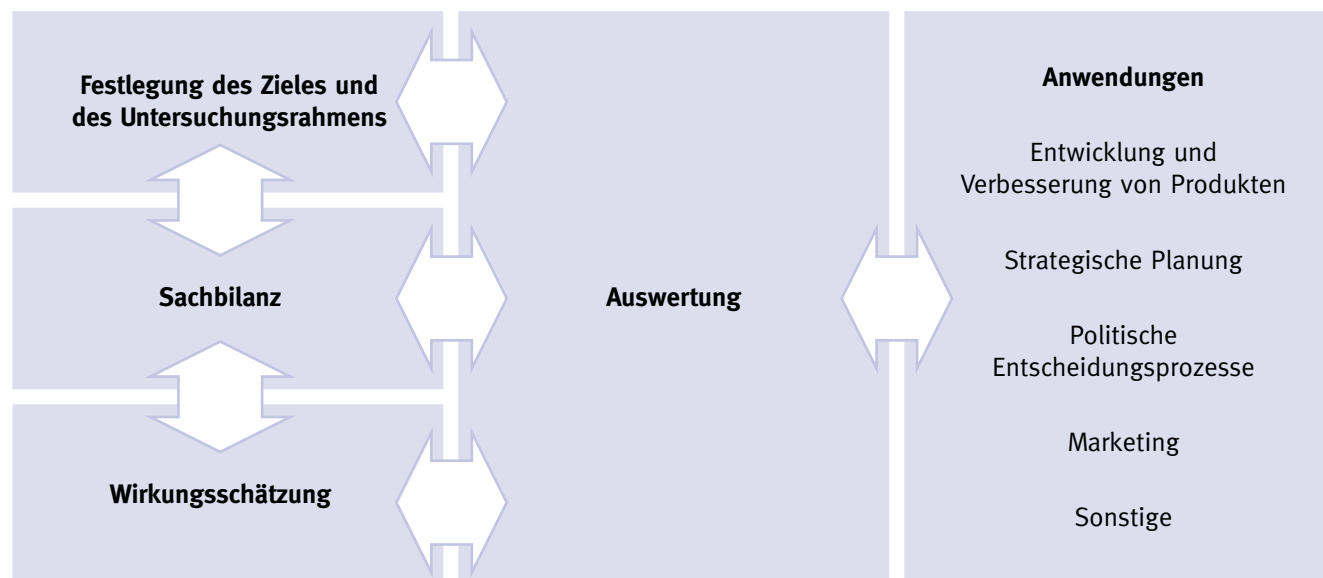 Festlegung des Zieles und
des Untersuchungsrahmens
Sachbilanz
Wirkungsschätzung
Auswertung
Anwendungen
Entwicklung und
Verbesserung von Produkten
Strategische Planung
Politische
Entscheidungsprozesse
Marketing
Sonstige